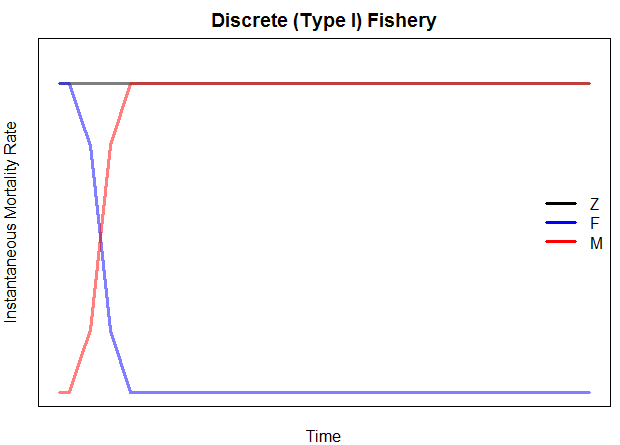 Discrete (Type I) Fishery
Instantaneous Mortality Rate
Z
F
M
Time